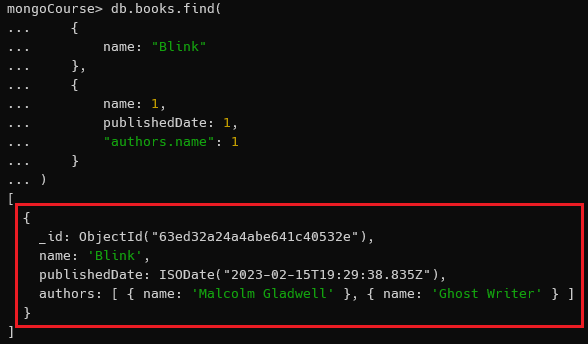 mongoCourse> db.books.find(
...     {
...         name: "Blink"
...     },
...     {
...         name: 1,
...         publishedDate: 1,
...         "authors.name": 1
...     }
... )
[
  {
    _id: ObjectId("63ed32a24a4abe641c40532e"),
    name: 'Blink',
    publishedDate: ISODate("2023-02-15T19:29:38.835Z"),
    authors: [ { name: 'Malcolm Gladwell' }, { name: 'Ghost Writer' } ]
  }
]